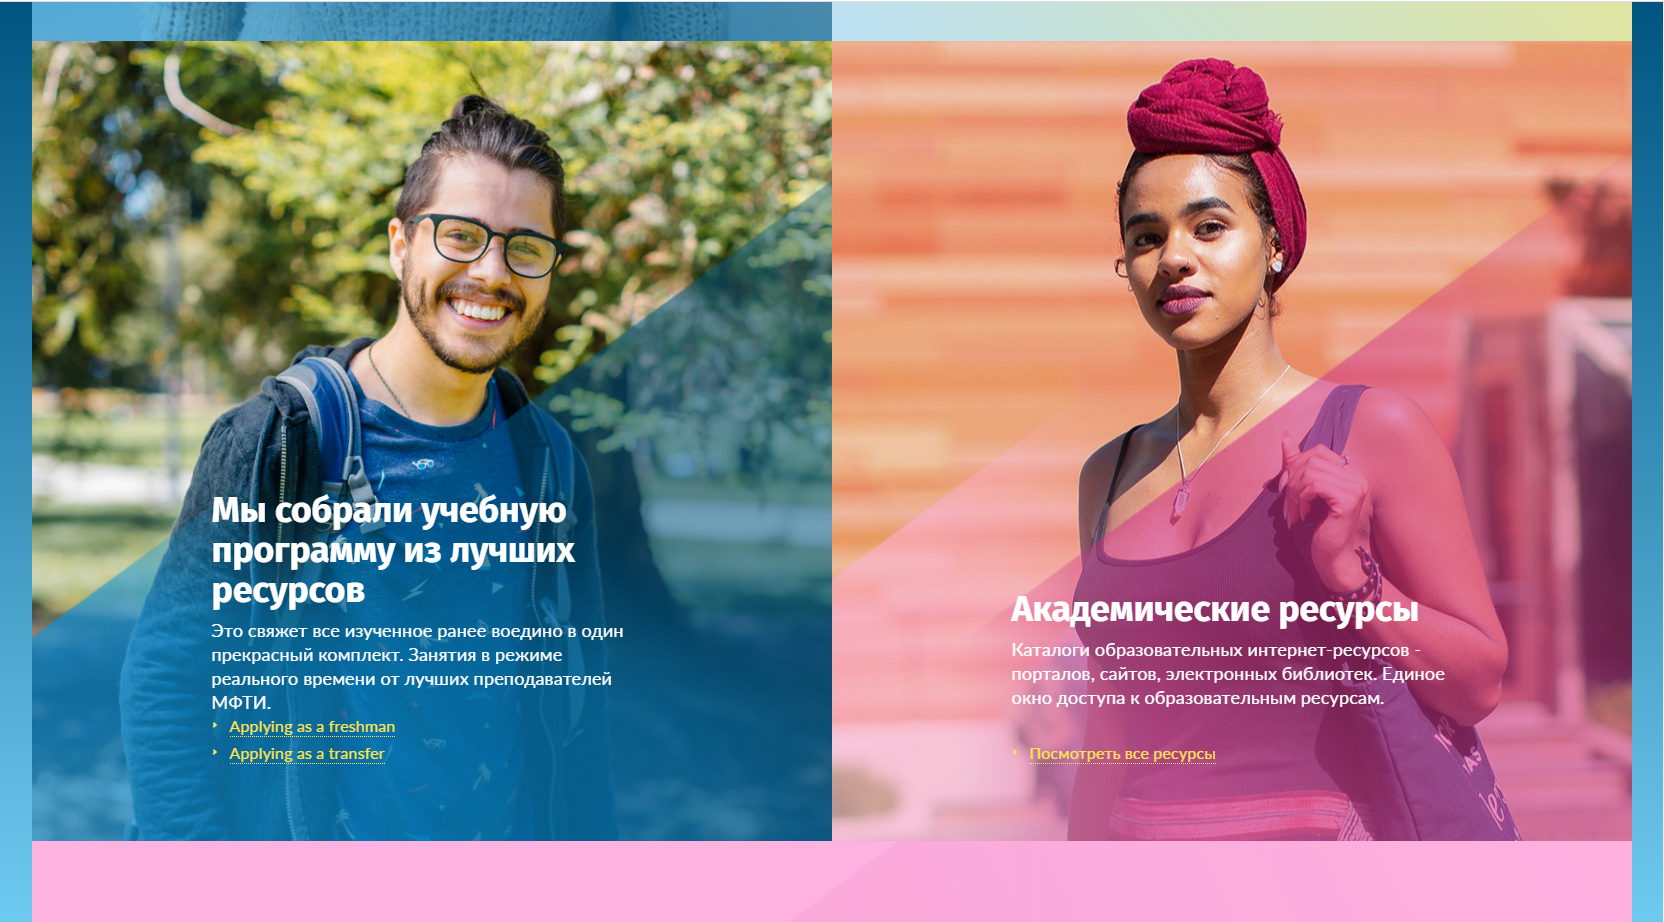 Мы собрали учебную
программу из лучших
ресурсов
Это свяжет все изученное ранее воедино в один
прекрасный комплект. Занятия в режиме
реального времени от лучших преподавателей
МФТИ.
Applying as a freshman
Applying as a transfer
Академические ресурсы
Каталоги образовательных интернет-ресурсов -
порталов, сайтов, электронных библиотек. Единое
окно доступа к образовательным ресурсам.
Посмотреть все ресурсы